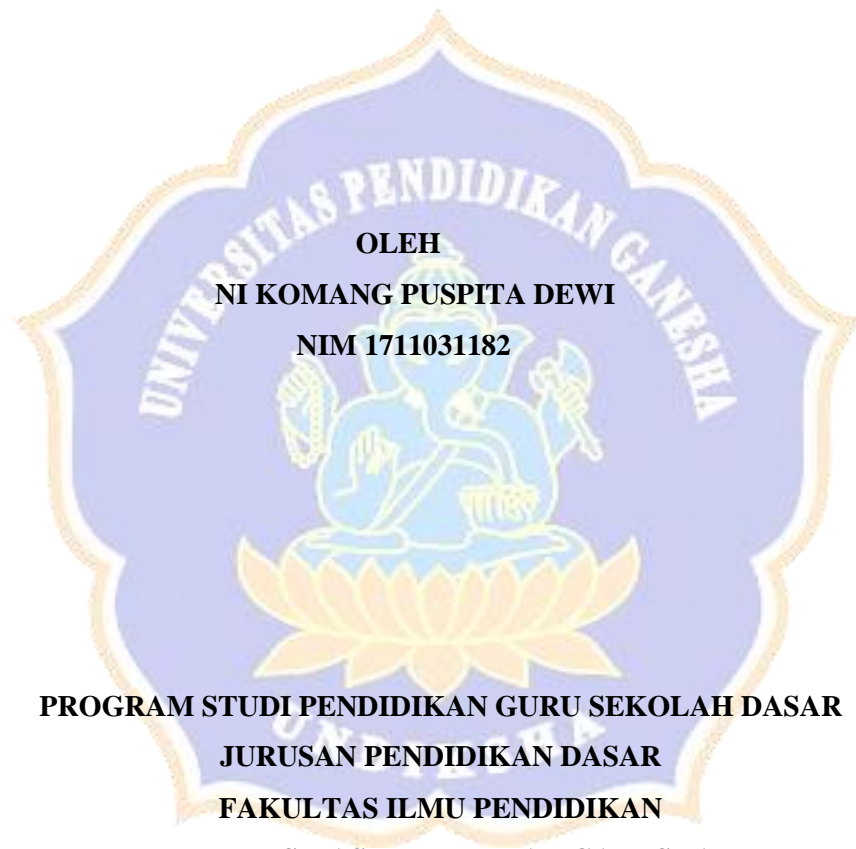 UNIVERSITAS PENDIDIKAN GANESHA
OLEH
NI KOMANG PUSPITA DEWI
NIM 1711031182
PROGRAM STUDI PENDIDIKAN GURU SEKOLAH DASAR
UNDIKSHA
JURUSAN PENDIDIKAN DASAR
FAKULTAS ILMU PENDIDIKAN